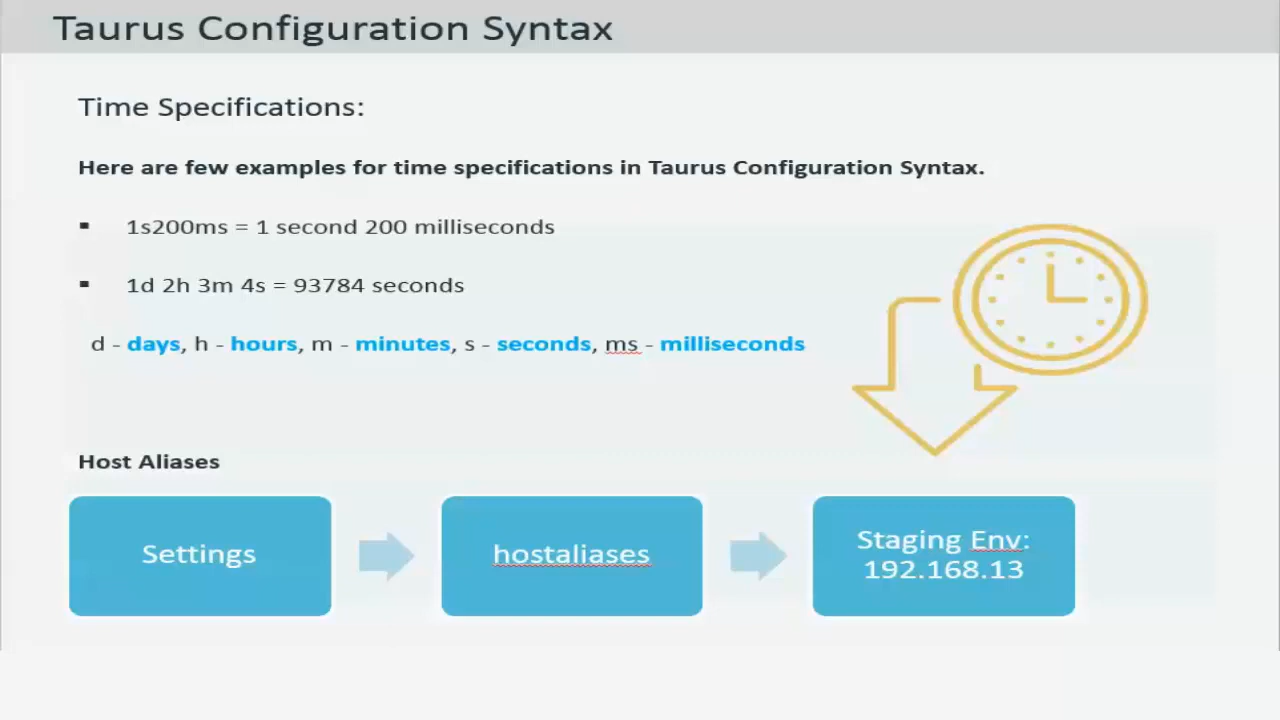 Taurus Configuration Syntax
Time Specifications:
Here are few examples for time specifications in Taurus Configuration Syntax.
1s200ms = 1 second 200 milliseconds
1d 2h 3m 4s = 93784 seconds
d - days, h - hours, m - minutes, s - seconds, ms - milliseconds
Host Aliases
Settings
hostaliases
Staging Env:
192.168.13